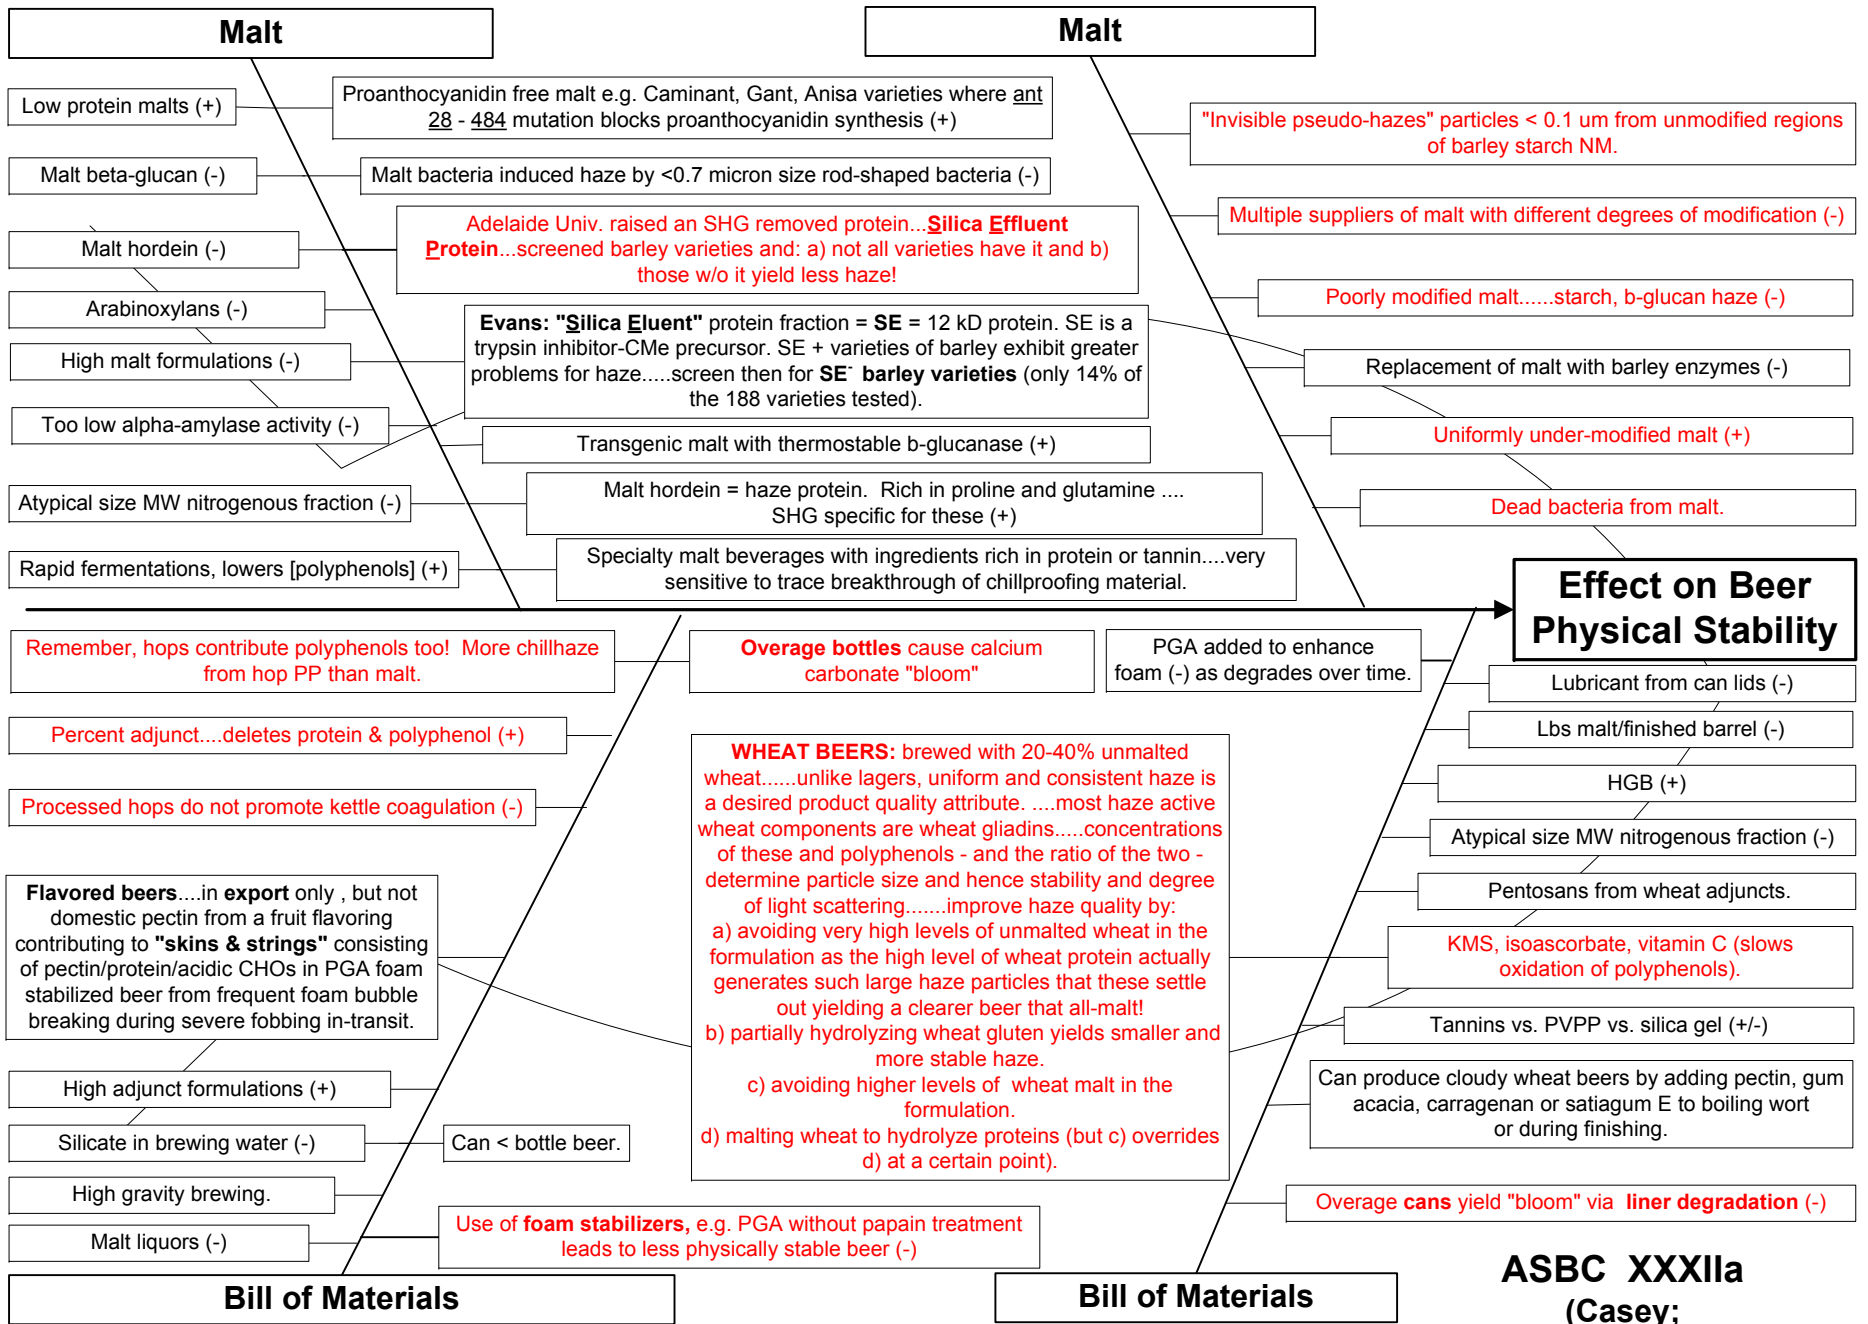 Malt
Malt
Low protein malts (+)
Proanthocyanidin free malt e.g. Caminant, Gant, Anisa varieties where ant
28 - 484 mutation blocks proanthocyanidin synthesis (+)
"Invisible pseudo-hazes" particles < 0.1 um from unmodified regions
of barley starch NM.
Malt beta-glucan (-)
Malt bacteria induced haze by <0.7 micron size rod-shaped bacteria (-)
Multiple suppliers of malt with different degrees of modification (-)
Malt hordein (-)
Adelaide Univ. raised an SHG removed protein...Silica Effluent
Protein...screened barley varieties and: a) not all varieties have it and b)
those w/o it yield less haze!
Poorly modified malt......starch, b-glucan haze (-)
Arabinoxylans (-)
Evans: "Silica Eluent" protein fraction = SE = 12 kD protein. SE is a
trypsin inhibitor-CMe precursor. SE + varieties of barley exhibit greater
problems for haze.....screen then for SE- barley varieties (only 14% of
the 188 varieties tested).
High malt formulations (-)
Replacement of malt with barley enzymes (-)
Too low alpha-amylase activity (-)
Transgenic malt with thermostable b-glucanase (+)
Uniformly under-modified malt (+)
Atypical size MW nitrogenous fraction (-)
Malt hordein = haze protein.  Rich in proline and glutamine ....
SHG specific for these (+)
Dead bacteria from malt.
Rapid fermentations, lowers [polyphenols] (+)
Specialty malt beverages with ingredients rich in protein or tannin....very
sensitive to trace breakthrough of chillproofing material.
Effect on Beer
Physical Stability
Remember, hops contribute polyphenols too!  More chillhaze
from hop PP than malt.
Overage bottles cause calcium
carbonate "bloom"
PGA added to enhance
foam (-) as degrades over time.
Lubricant from can lids (-)
Percent adjunct....deletes protein & polyphenol (+)
Lbs malt/finished barrel (-)
HGB (+)
Processed hops do not promote kettle coagulation (-)
Atypical size MW nitrogenous fraction (-)
WHEAT BEERS: brewed with 20-40% unmalted
wheat......unlike lagers, uniform and consistent haze is
a desired product quality attribute. ....most haze active
wheat components are wheat gliadins.....concentrations
of these and polyphenols - and the ratio of the two -
determine particle size and hence stability and degree
of light scattering.......improve haze quality by:
a) avoiding very high levels of unmalted wheat in the
formulation as the high level of wheat protein actually
generates such large haze particles that these settle
out yielding a clearer beer that all-malt!
b) partially hydrolyzing wheat gluten yields smaller and
more stable haze.
c) avoiding higher levels of  wheat malt in the
formulation.
d) malting wheat to hydrolyze proteins (but c) overrides
d) at a certain point).
Flavored beers....in export only , but not
domestic pectin from a fruit flavoring
contributing to "skins & strings" consisting
of pectin/protein/acidic CHOs in PGA foam
stabilized beer from frequent foam bubble
breaking during severe fobbing in-transit.
Pentosans from wheat adjuncts.
KMS, isoascorbate, vitamin C (slows
oxidation of polyphenols).
Tannins vs. PVPP vs. silica gel (+/-)
High adjunct formulations (+)
Can produce cloudy wheat beers by adding pectin, gum
acacia, carragenan or satiagum E to boiling wort
or during finishing.
Silicate in brewing water (-)
Can < bottle beer.
High gravity brewing.
Overage cans yield "bloom" via  liner degradation (-)
Malt liquors (-)
Use of foam stabilizers, e.g. PGA without papain treatment
leads to less physically stable beer (-)
Bill of Materials
Bill of Materials
ASBC  XXXIIa
(Casey;